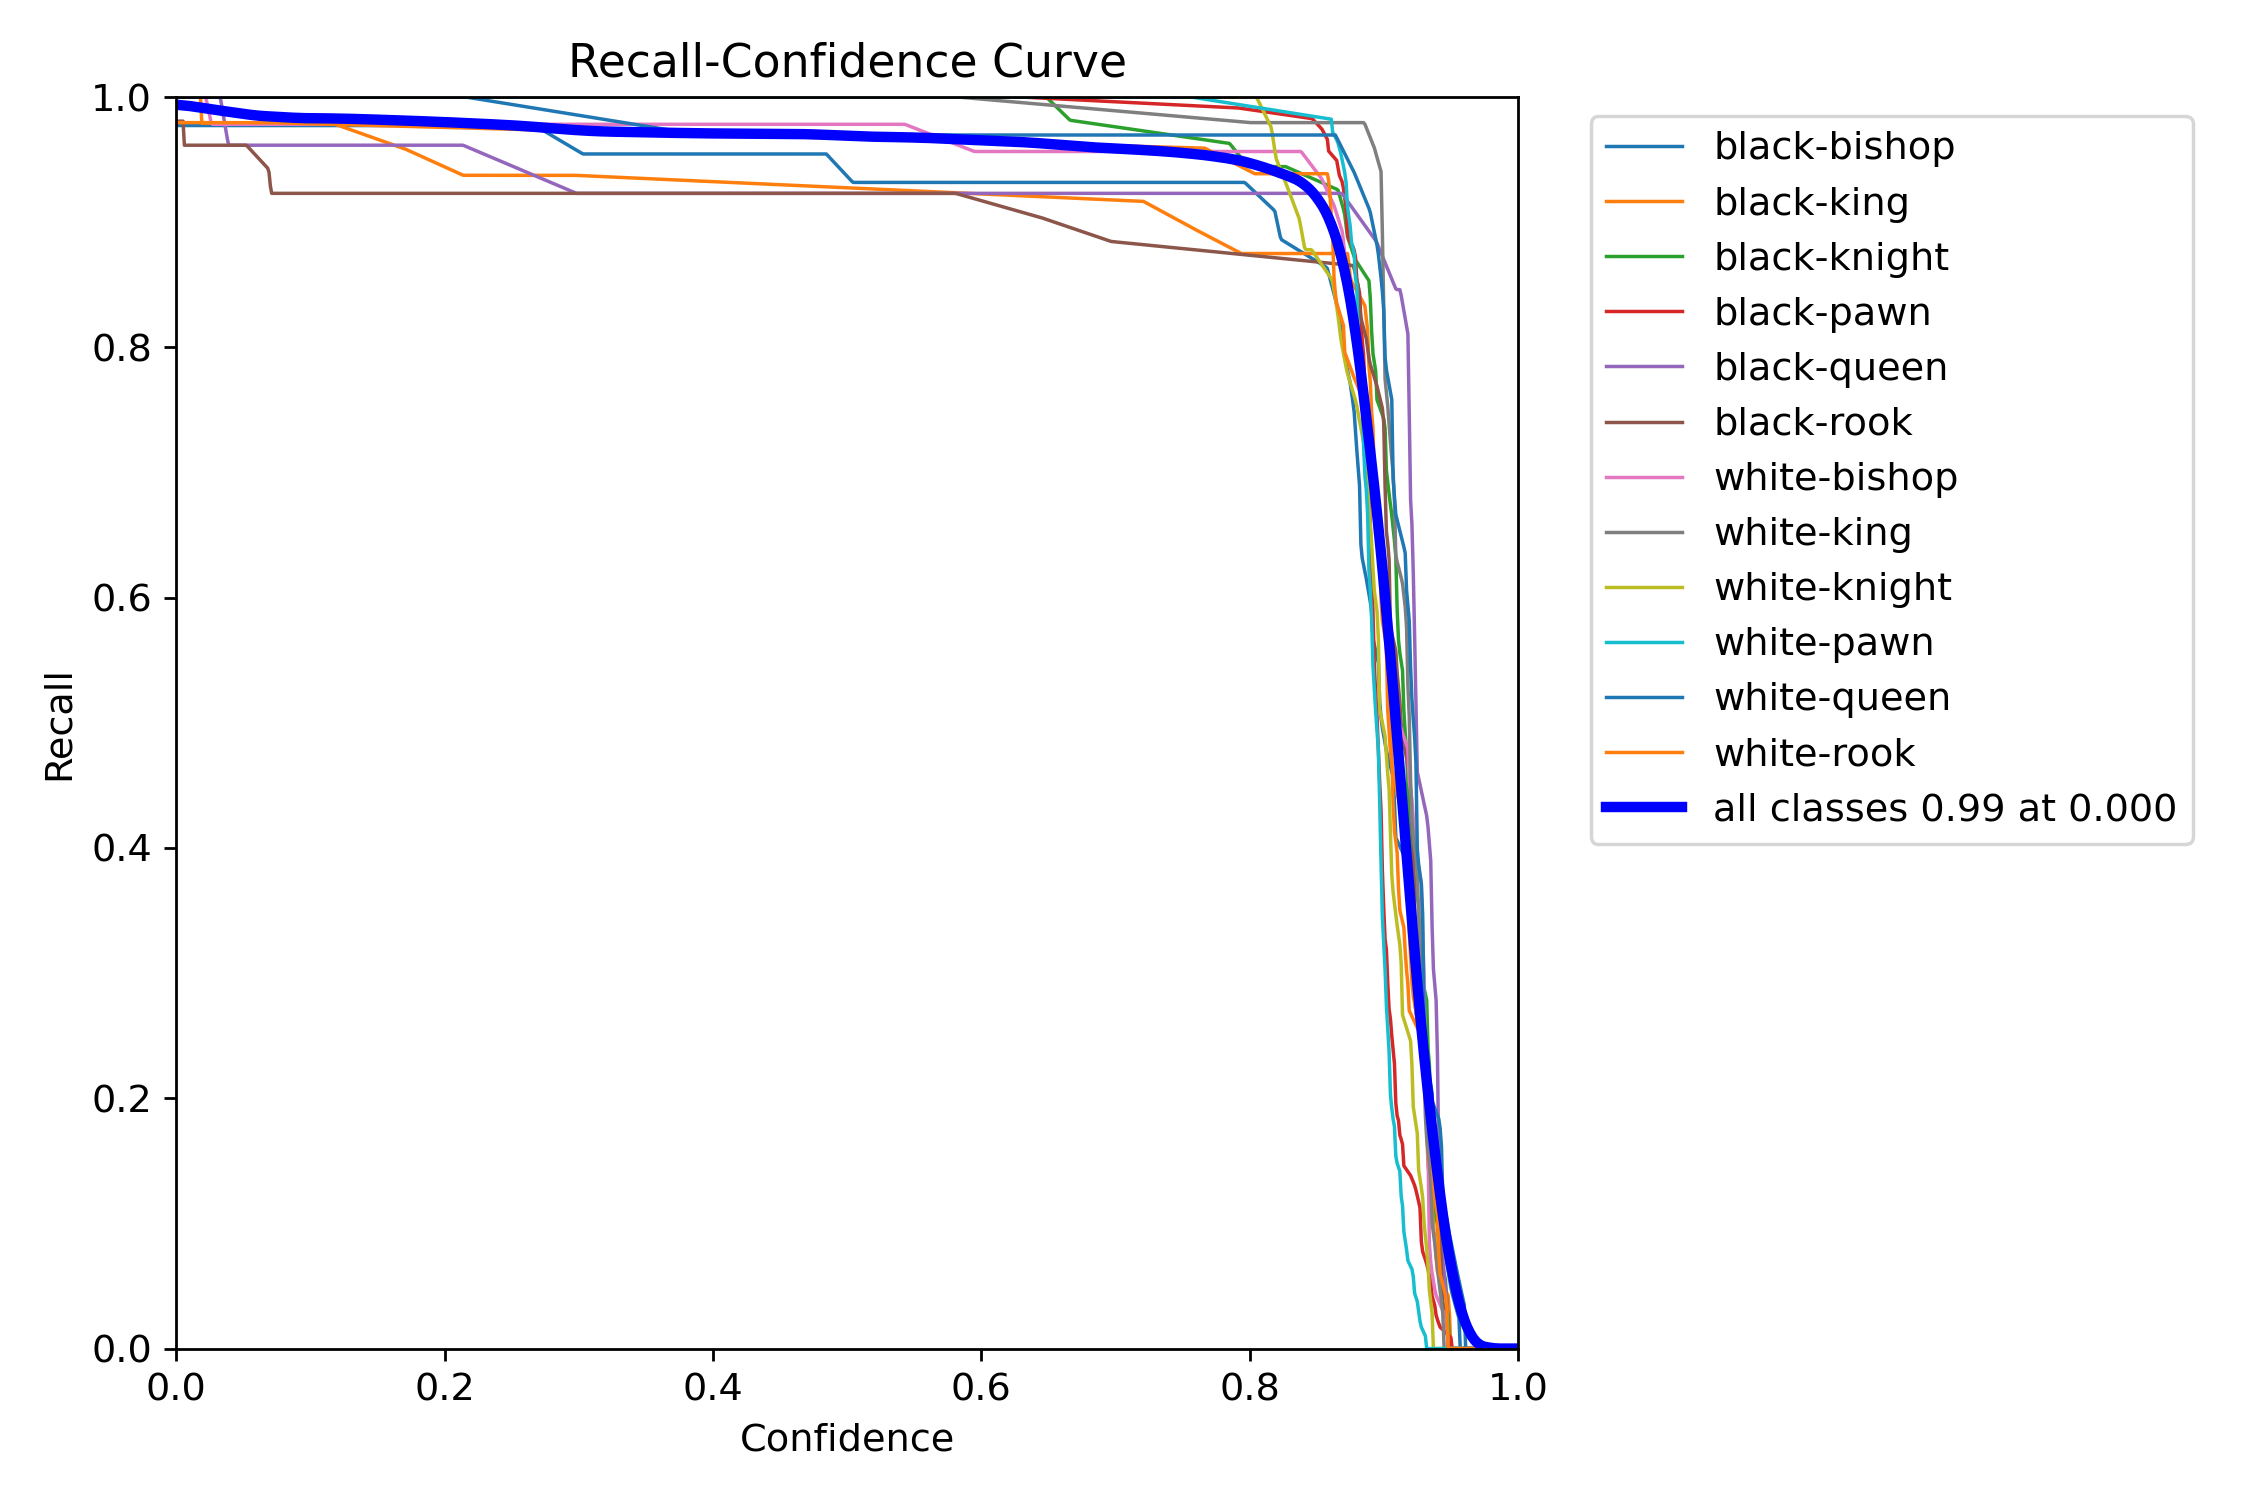 Recall-Confidence Curve
1.0
0.8
0.6
0.4
0.2
0.0
Recall
0.0 0.2 0.4 0.6 0.8 1.0
Confidence
black-bishop
black-king
black-knight
black-pawn
black-queen
black-rook
white-bishop
white-king
white-knight
white-pawn
white-queen
white-rook
all classes 0.99 at 0.000